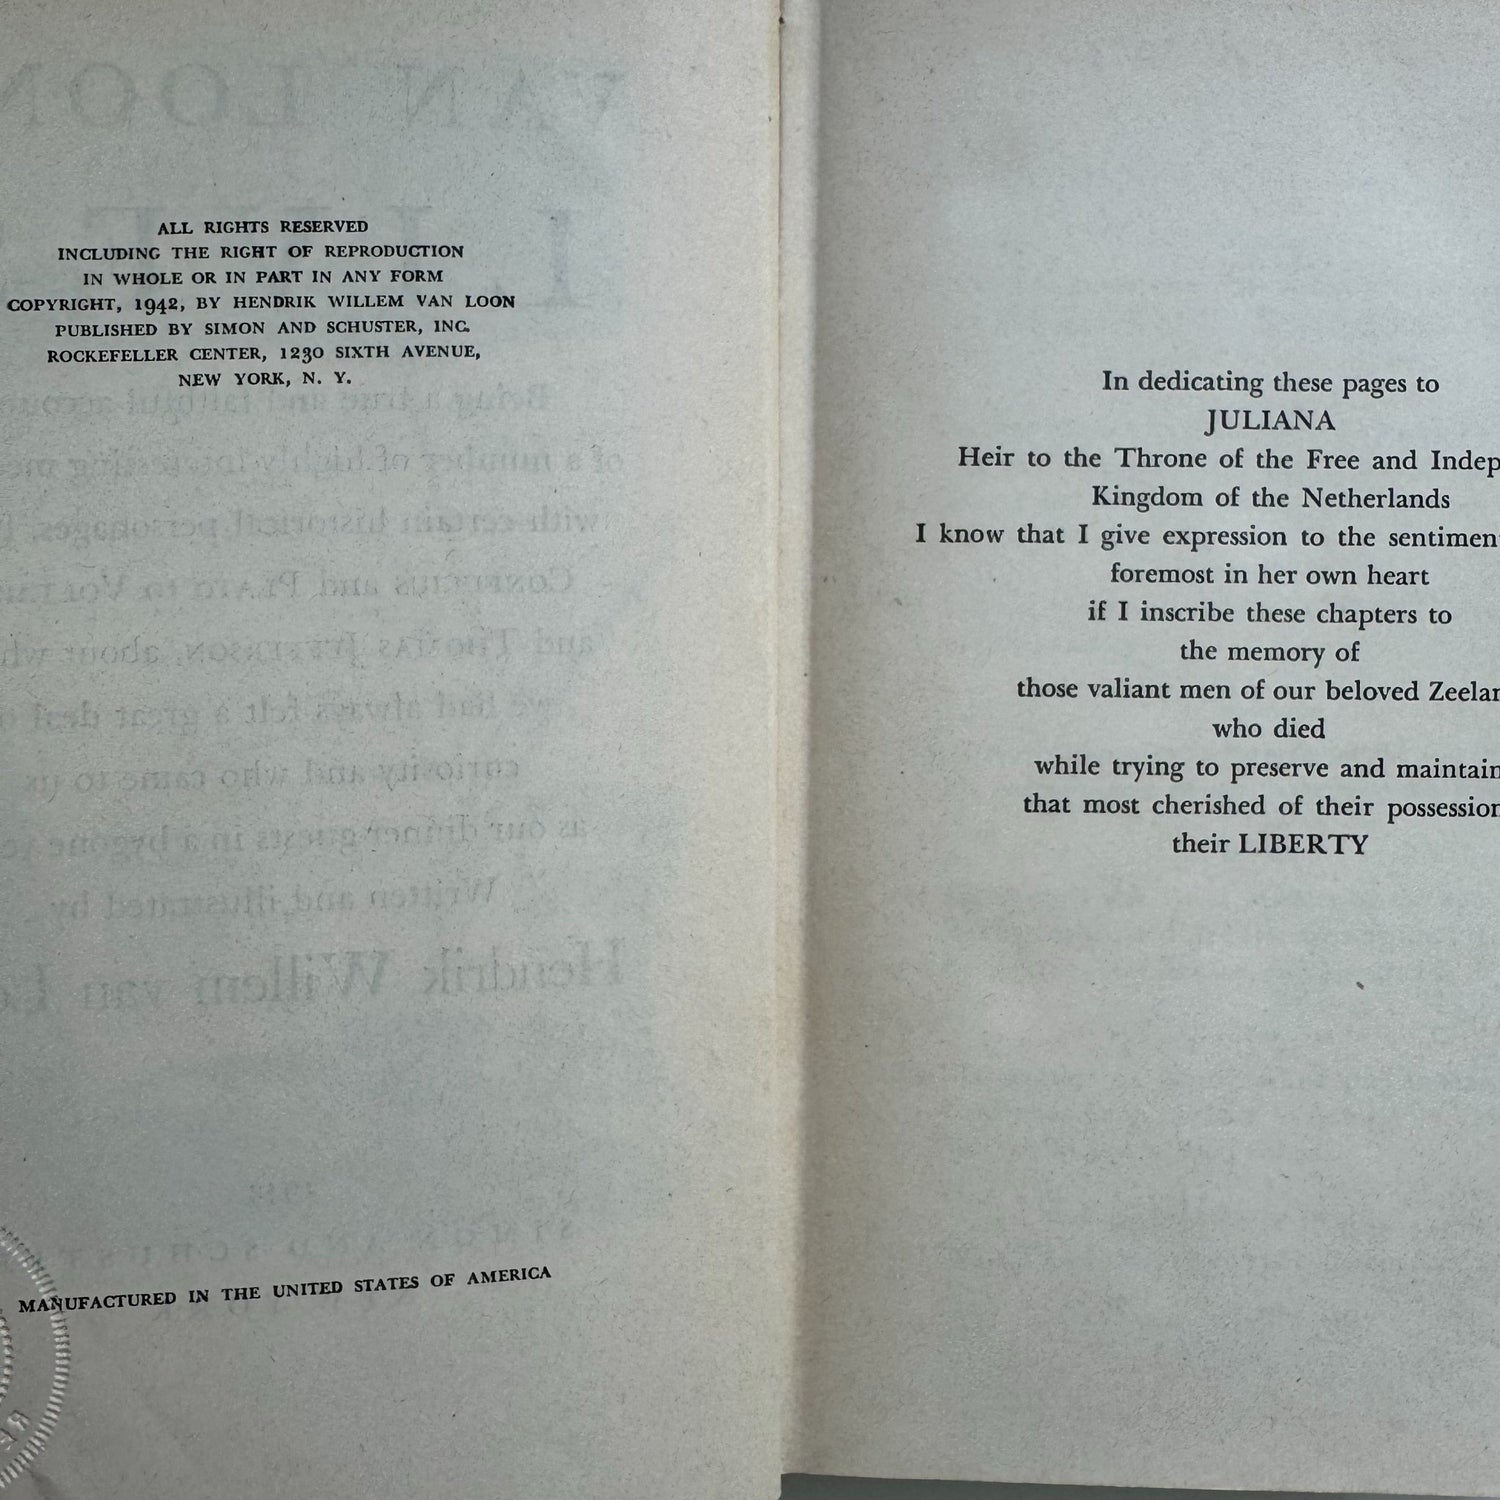 ALL RIGHTS RESERVED
INCLUDING THE RIGHT OF REPRODUCTION
IN WHOLE OR IN PART IN ANY FORM
COPYRIGHT, 1942, BY HENDRIK WILLEM VAN LOON
PUBLISHED BY SIMON AND SCHUSTER, INC.
ROCKEFELLER CENTER, 1230 SIXTH AVENUE,
NEW YORK, N. Y.
MANUFACTURED IN THE UNITED STATES OF AMERICA
In dedicating these pages to
JULIANA
Heir to the Throne of the Free and Indep
Kingdom of the Netherlands
I know that I give expression to the sentimen
foremost in her own heart
if I inscribe these chapters to
the memory of
those valiant men of our beloved Zeelan
who died
while trying to preserve and maintain
that most cherished of their possession
their LIBERTY